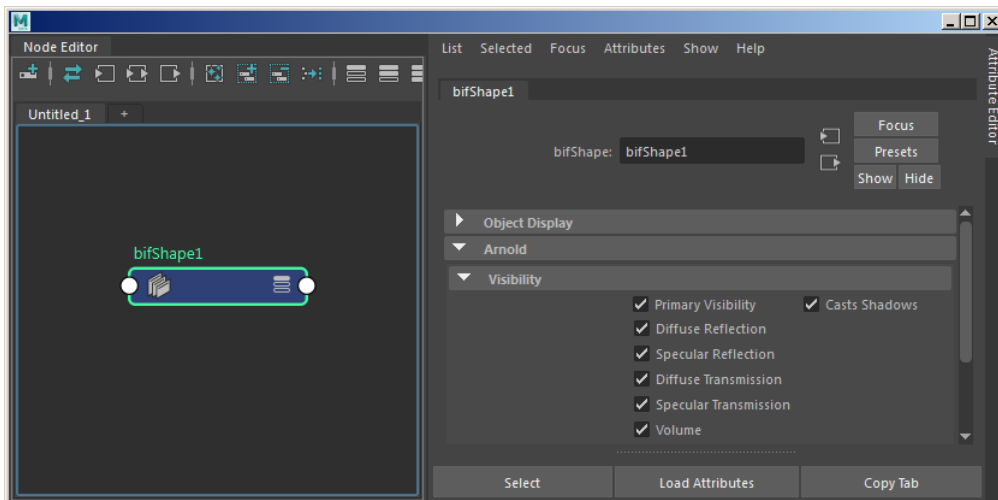 M
Node Editor
Untitled_1 +
bifShape1
List Selected Focus Attributes Show Help
bifShape1
bifShape: bifShape1
Focus
Presets
Show Hide
Object Display
Arnold
Visibility
Primary Visibility Casts Shadows
Diffuse Reflection
Specular Reflection
Diffuse Transmission
Specular Transmission
Volume
Select Load Attributes Copy Tab
Attribute Editor